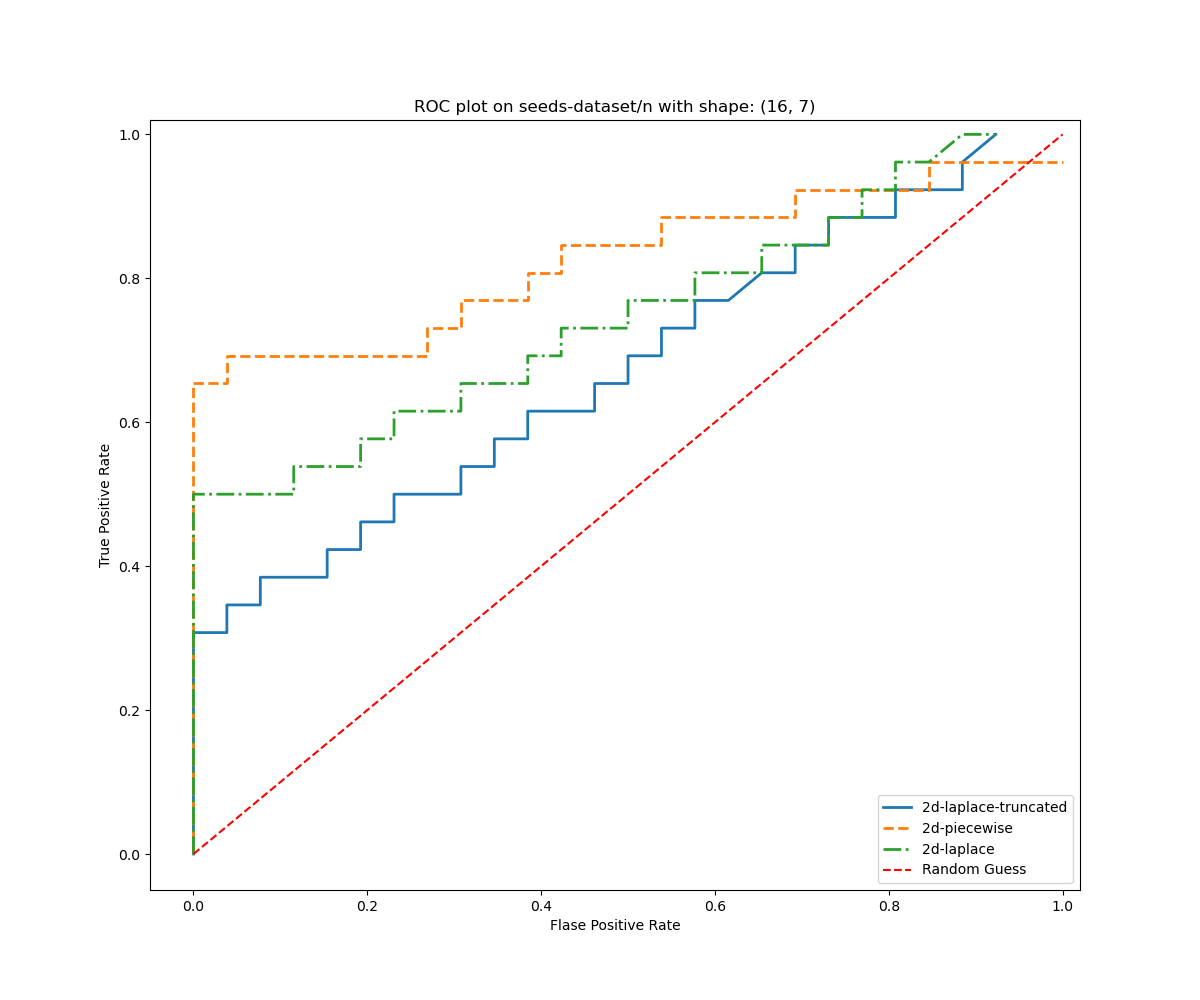 ROC plot on seeds-dataset/n with shape: (16, 7)
True Positive Rate
1.0
0.8
0.6
0.4
0.2
0.0
0.0 0.2 0.4 0.6 0.8 1.0
Flase Positive Rate
2d-laplace-truncated
2d-piecewise
2d-laplace
Random Guess